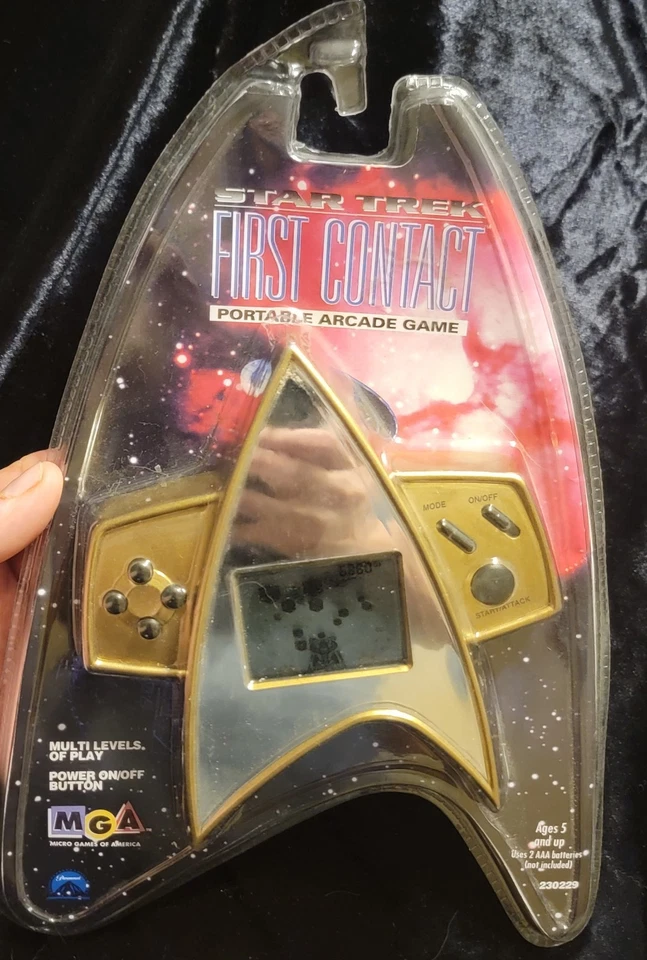 STAR TREK
FIRST CONTACT
PORTABLE ARCADE GAME
MODE
ON/OFF
START/ATTACK
MULTI LEVELS
OF PLAY
POWER ON/OFF
BUTTON
MGA
MICRO GAMES OF AMERICA
Paramount
Ages 5
and up
Uses 2 AAA batteries
(not included)
230229